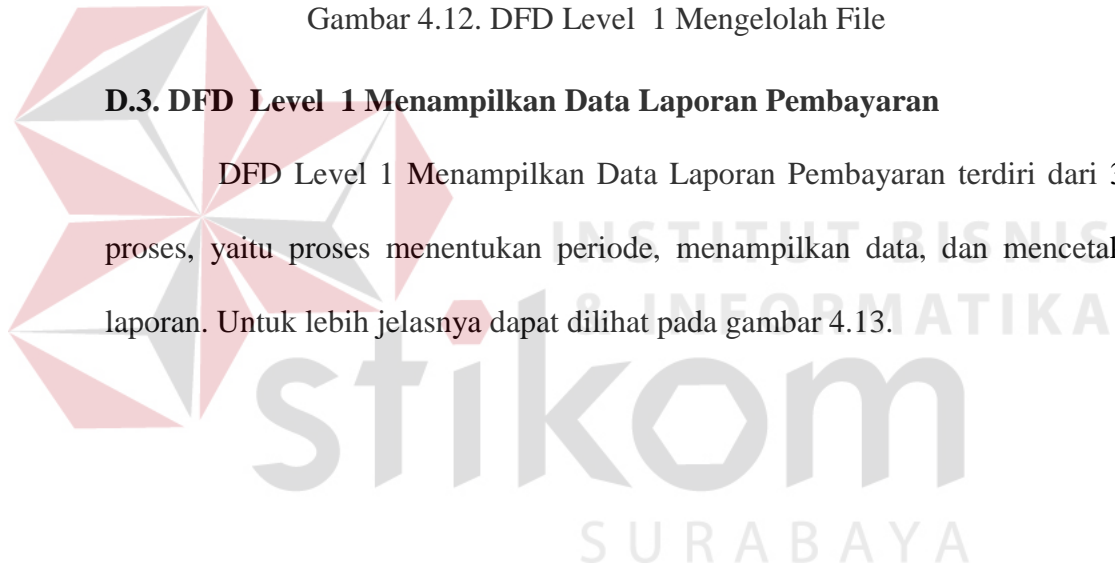 Gambar 4.12. DFD Level  1 Mengelolah File
D.3. DFD  Level  1 Menampilkan Data Laporan Pembayaran
DFD Level 1 Menampilkan Data Laporan Pembayaran terdiri dari 3
proses, yaitu proses menentukan periode, menampilkan data, dan mencetak
laporan. Untuk lebih jelasnya dapat dilihat pada gambar 4.13.
INSTITUT BISNIS
& INFORMATIKA
stikom
SURABAYA